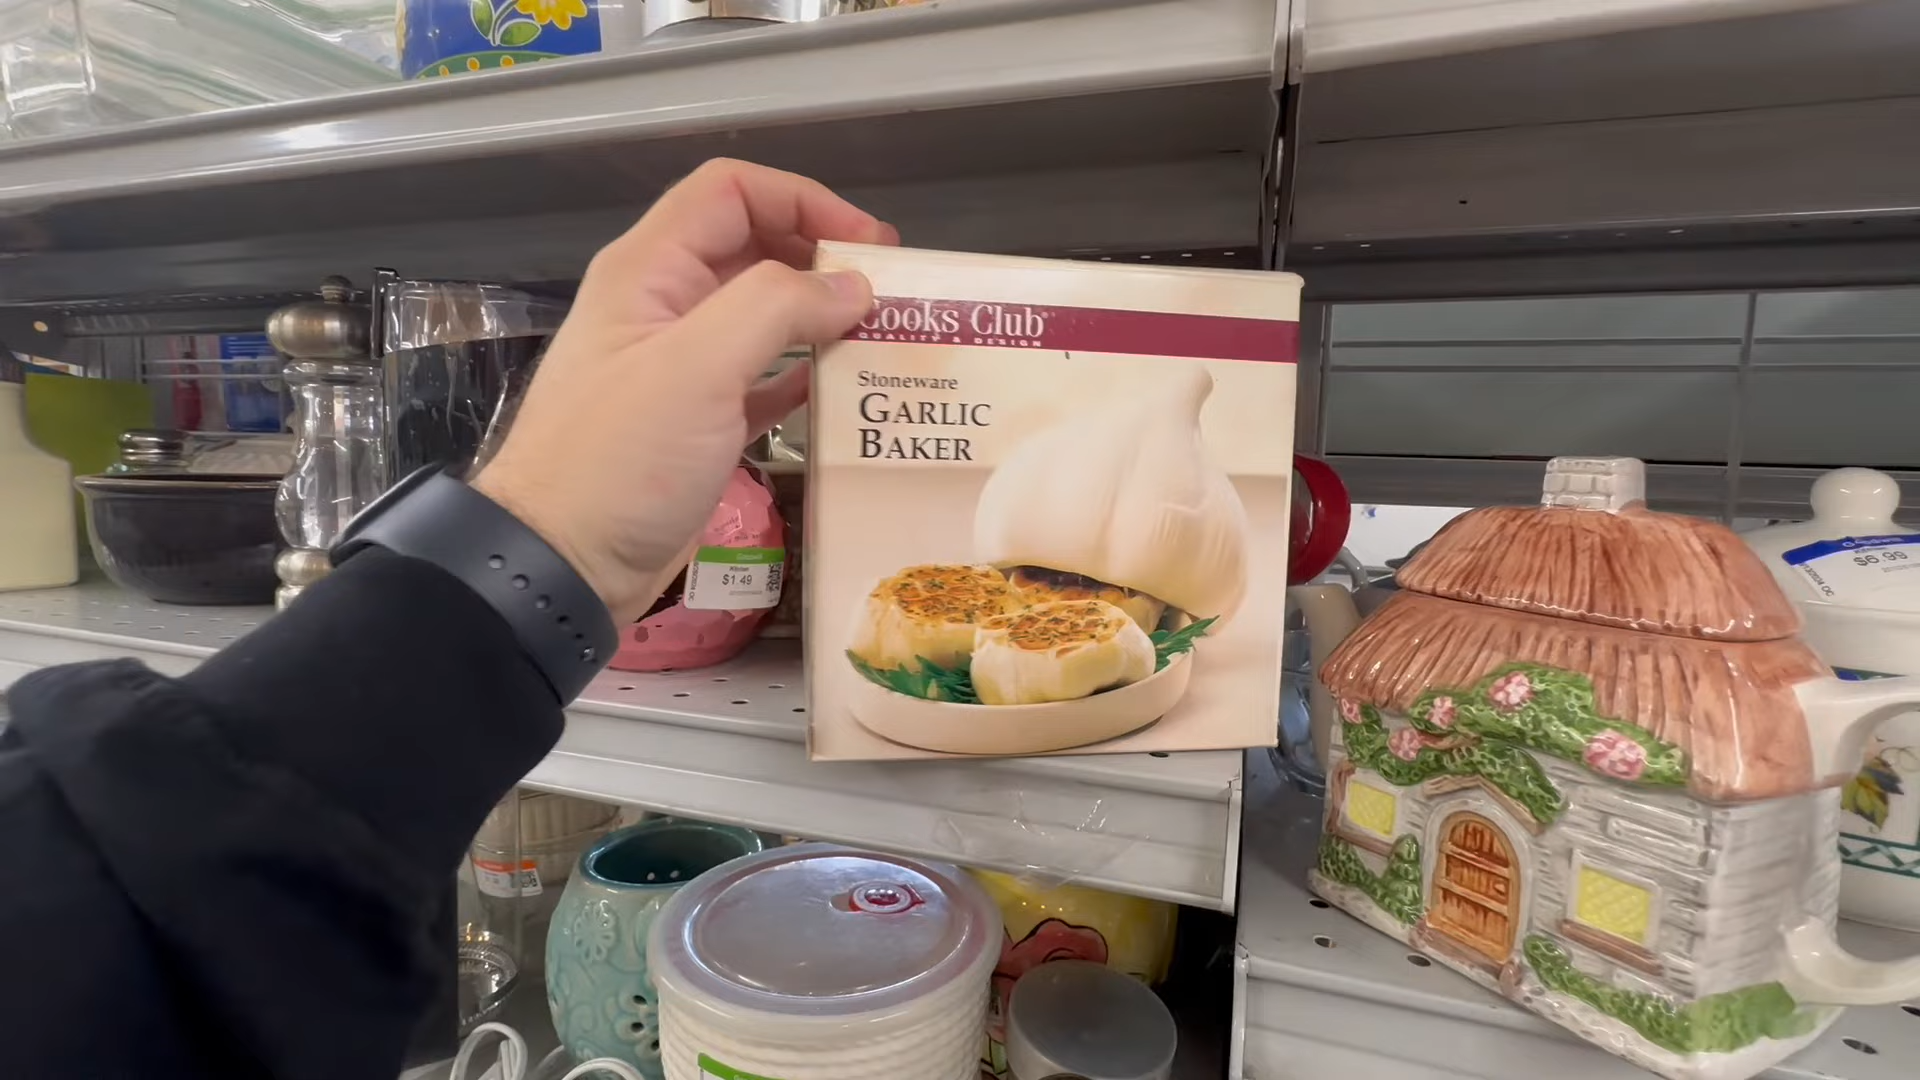 Cooks Club
QUALITY & DESIGN
Stoneware
GARLIC
BAKER
$1.49
$6.99